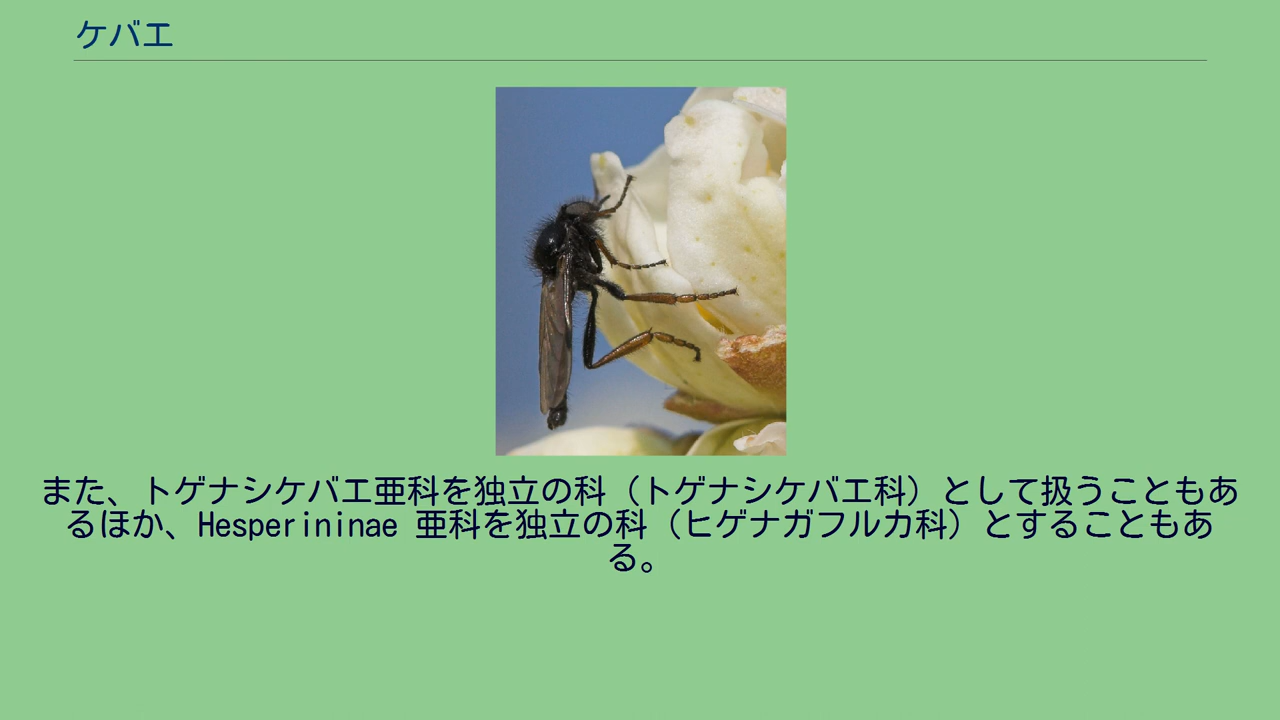 ケバエ
また、トゲナシケバエ亜科を独立の科（トゲナシケバエ科）として扱うこともあ
るほか、Hesperininae 亜科を独立の科（ヒゲナガフルカ科）とすることもあ
る。